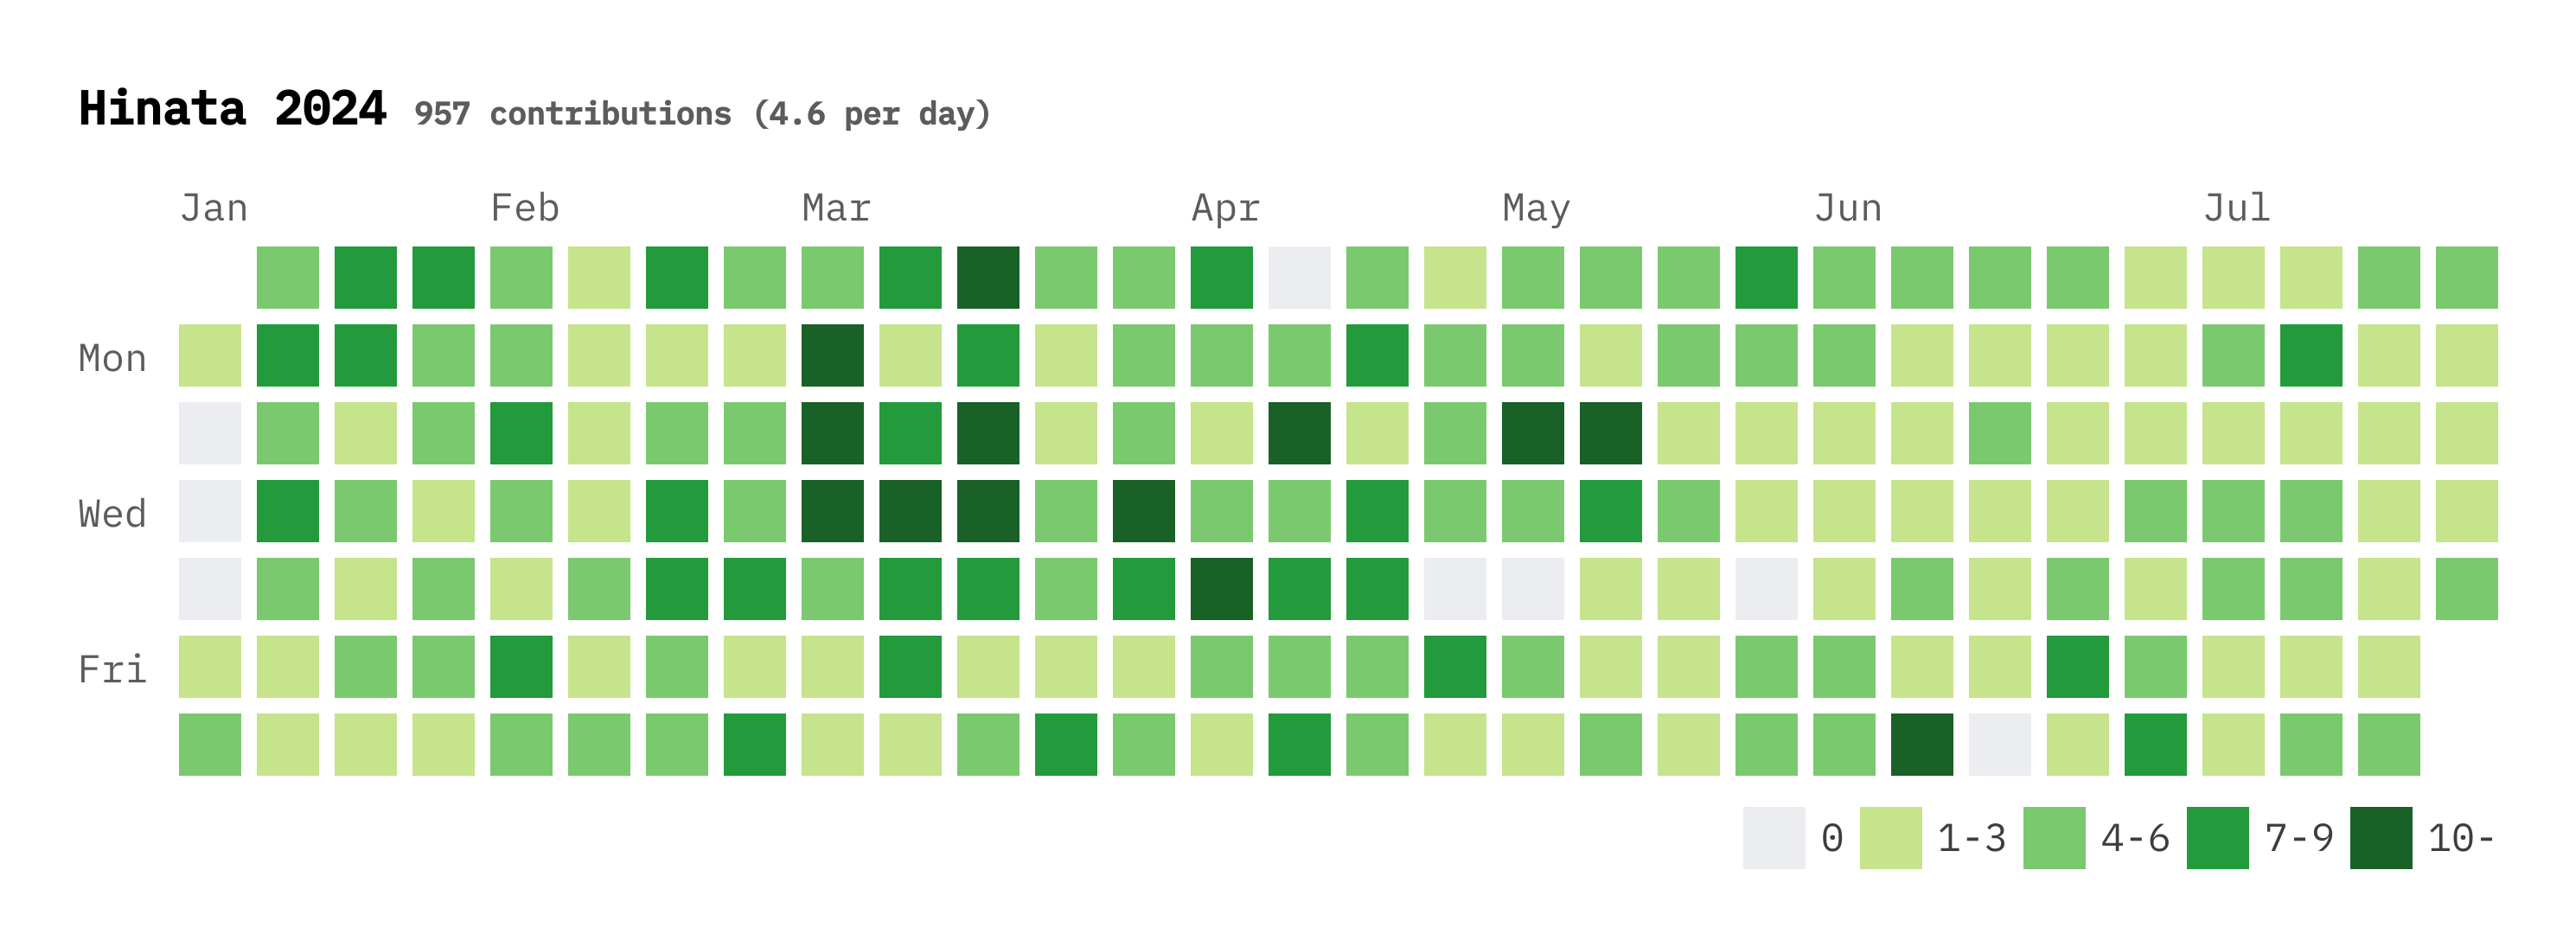 Hinata 2024 957 contributions (4.6 per day)
Jan Feb Mar Apr May Jun Jul
Mon
Wed
Fri
0 1-3 4-6 7-9 10-